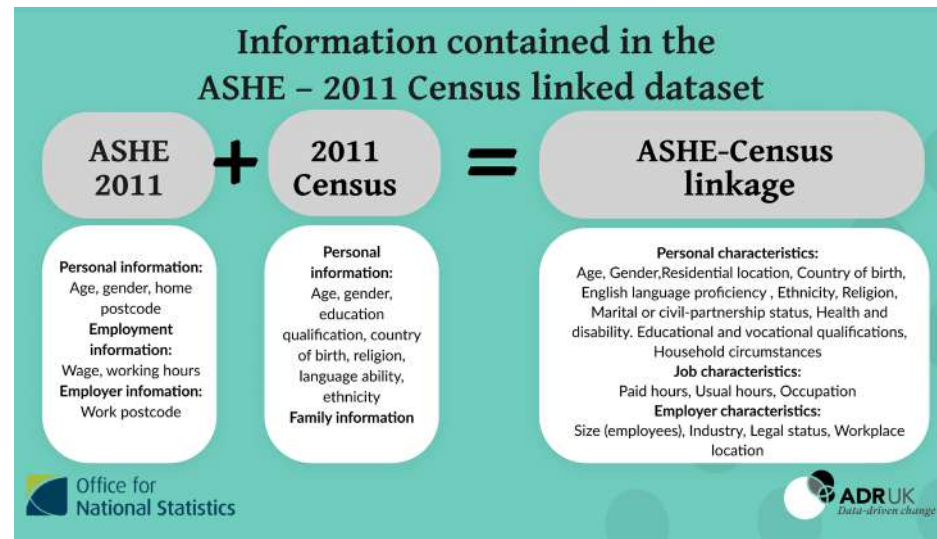 Information contained in the
ASHE – 2011 Census linked dataset
ASHE
2011
+
2011
Census
=
ASHE-Census
linkage
Personal information:
Age, gender, home
postcode
Employment
information:
Wage, working hours
Employer infomation:
Work postcode
Personal
information:
Age, gender,
education
qualification, country
of birth, religion,
language ability,
ethnicity
Family information
Personal characteristics:
Age, Gender,Residential location, Country of birth,
English language proficiency , Ethnicity, Religion,
Marital or civil-partnership status, Health and
disability. Educational and vocational qualifications,
Household circumstances
Job characteristics:
Paid hours, Usual hours, Occupation
Employer characteristics:
Size (employees), Industry, Legal status, Workplace
location
Office for
National Statistics
ADR UK
Data-driven change